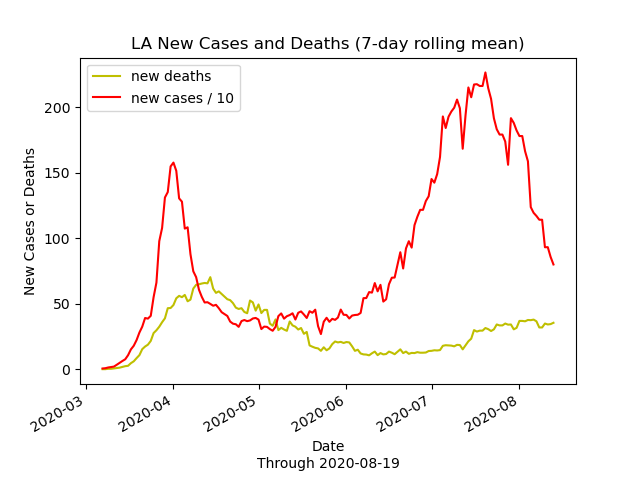 LA New Cases and Deaths (7-day rolling mean)
new deaths
new cases / 10
New Cases or Deaths
200
150
100
50
0
2020-03
2020-04
2020-05
2020-06
2020-07
2020-08
Date
Through 2020-08-19